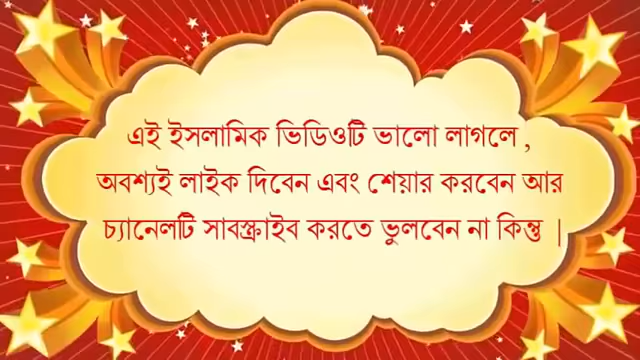 এই ইসলামিক ভিডিওটি ভালো লাগলে ,
অবশ্যই লাইক দিবেন এবং শেয়ার করবেন আর
চ্যানেলটি সাবস্ক্রাইব করতে ভুলবেন না কিন্তু |